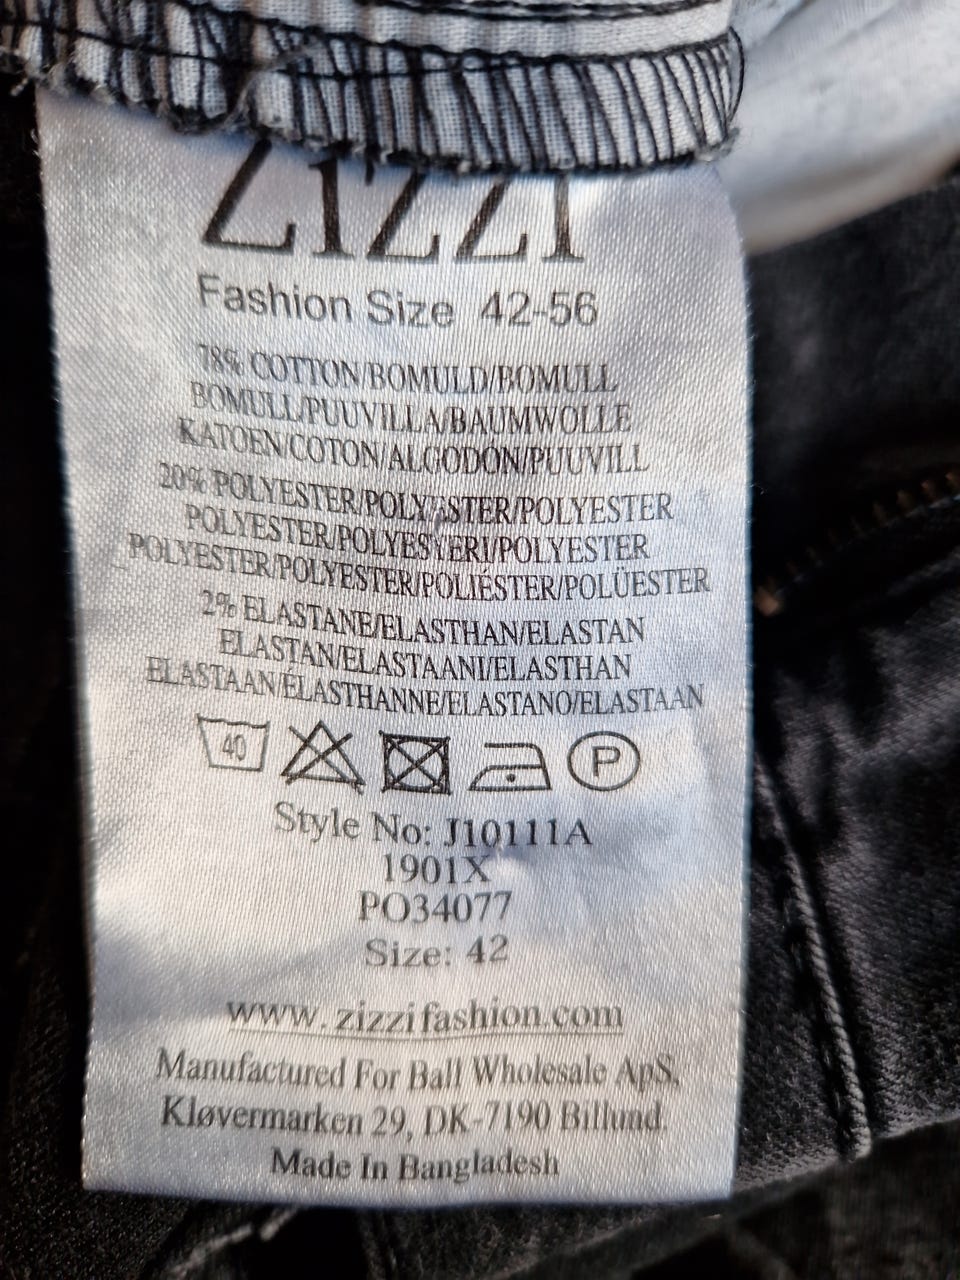 Zizzi
Fashion Size 42-56
78% COTTON/BOMULD/BOMULL
BOMULL/PUUVILLA/BAUMWOLLE
KATOEN/COTON/ALGODÓN/PUUVILL
20% POLYESTER/POLYÆSTER/POLYESTER
POLYESTER/POLYESTERI/POLYESTER
POLYESTER/POLYESTER/POLIÉSTER/POLÜESTER
2% ELASTANE/ELASTHAN/ELASTAN
ELASTAN/ELASTAANI/ELASTHAN
ELASTAAN/ÉLASTHANNE/ELASTANO/ELASTAAN
40 P
Style No: J10111A
1901X
PO34077
Size: 42
www.zizzifashion.com
Manufactured For Ball Wholesale ApS.
Kløvermarken 29, DK-7190 Billund.
Made In Bangladesh